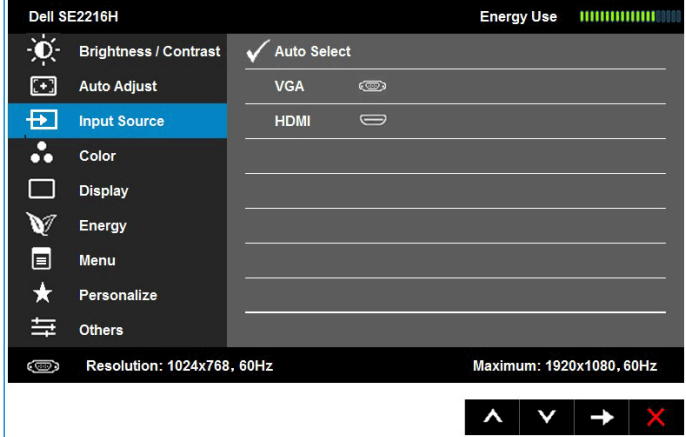 Dell SE2216H Energy Use
Brightness / Contrast Auto Select
Auto Adjust VGA
Input Source HDMI
Color
Display
Energy
Menu
Personalize
Others
Resolution: 1024x768, 60Hz Maximum: 1920x1080, 60Hz